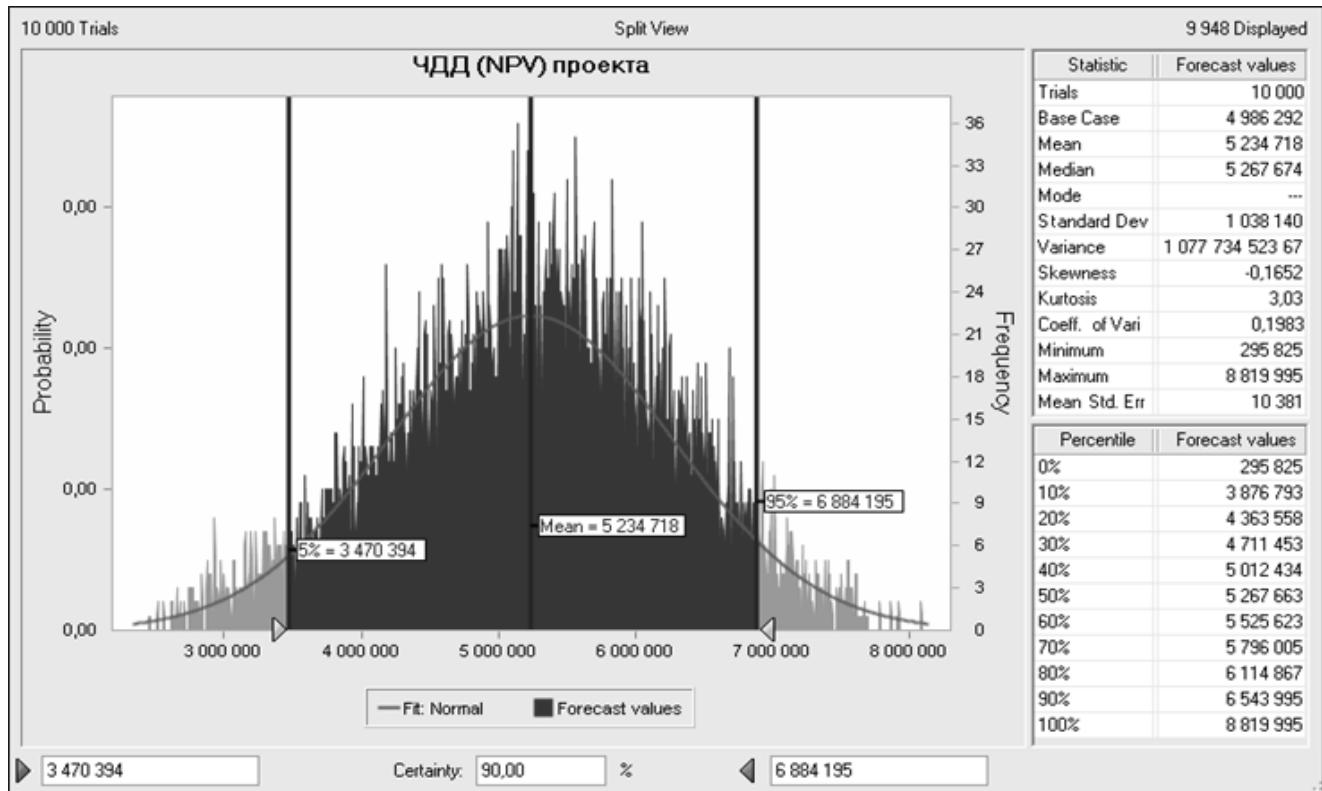 10 000 Trials Split View 9 948 Displayed
ЧДД (NPV) проекта
Probability
0,00
0,00
0,00
0,00
36
33
30
27
24
21
18
15
12
9
6
3
0
Frequency
5% = 3 470 394
Mean = 5 234 718
95% = 6 884 195
3 000 000 4 000 000 5 000 000 6 000 000 7 000 000 8 000 000
Fit: Normal Forecast values
Statistic Forecast values
Trials 10 000
Base Case 4 986 292
Mean 5 234 718
Median 5 267 674
Mode ---
Standard Dev 1 038 140
Variance 1 077 734 523 67
Skewness -0,1652
Kurtosis 3,03
Coeff. of Vari 0,1983
Minimum 295 825
Maximum 8 819 995
Mean Std. Err 10 381
Percentile Forecast values
0% 295 825
10% 3 876 793
20% 4 363 558
30% 4 711 453
40% 5 012 434
50% 5 267 663
60% 5 525 623
70% 5 796 005
80% 6 114 867
90% 6 543 995
100% 8 819 995
3 470 394 Certainty: 90,00 % 6 884 195